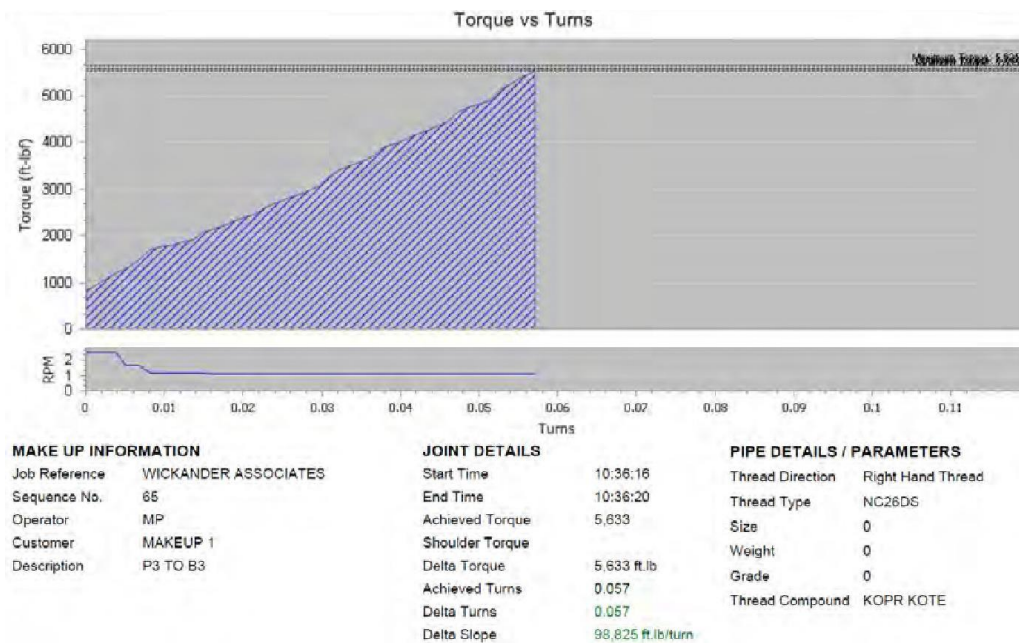 Torque vs Turns
6000
5000
4000
3000
2000
1000
0
Torque (ft-lbf)
2
1
0
RPM
0 0.01 0.02 0.03 0.04 0.05 0.06 0.07 0.08 0.09 0.1 0.11
Turns
MAKE UP INFORMATION
Job Reference WICKANDER ASSOCIATES
Sequence No. 65
Operator MP
Customer MAKEUP 1
Description P3 TO B3
JOINT DETAILS
Start Time 10:36:16
End Time 10:36:20
Achieved Torque 5,633
Shoulder Torque
Delta Torque 5,633 ft.lb
Achieved Turns 0.057
Delta Turns 0.057
Delta Slope 98,825 ft.lb/turn
PIPE DETAILS / PARAMETERS
Thread Direction Right Hand Thread
Thread Type NC26DS
Size 0
Weight 0
Grade 0
Thread Compound KOPR KOTE